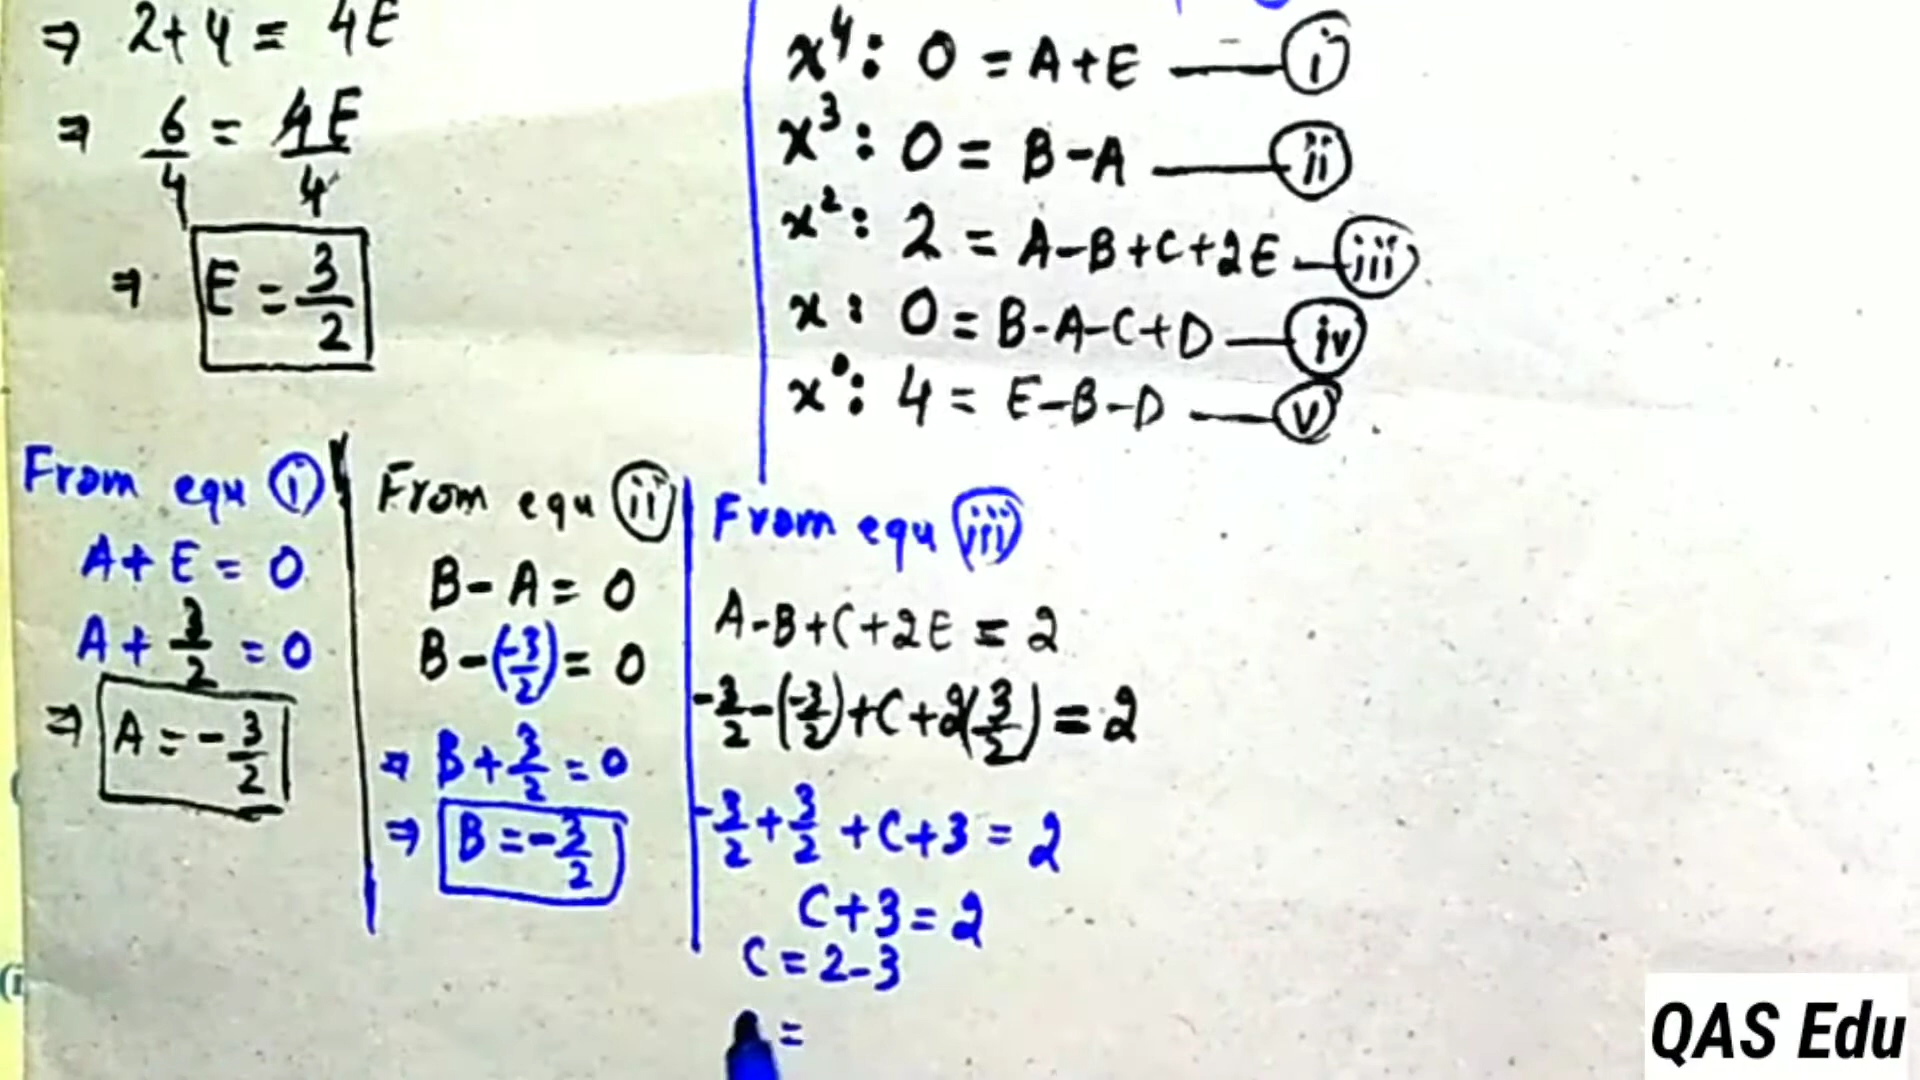 ⇒ 2+4 = 4E
⇒ 6/4 = 4E/4
⇒ E = 3/2
x⁴: 0 = A+E — (i)
x³: 0 = B-A — (ii)
x²: 2 = A-B+C+2E — (iii)
x: 0 = B-A-C+D — (iv)
x⁰: 4 = E-B-D — (v)
From equ (i)
A+E = 0
A + 3/2 = 0
⇒ A = -3/2
From equ (ii)
B-A = 0
B-(-3/2) = 0
⇒ B + 3/2 = 0
⇒ B = -3/2
From equ (iii)
A-B+C+2E = 2
-3/2-(-3/2)+C+2(3/2) = 2
-3/2+3/2+C+3 = 2
C+3 = 2
C = 2-3
=
QAS Edu